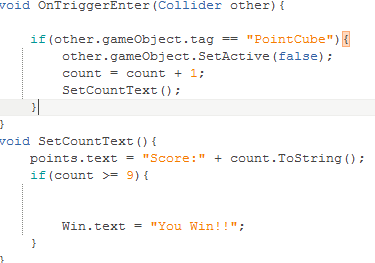 void OnTriggerEnter(Collider other){
if(other.gameObject.tag == "PointCube"){
other.gameObject.SetActive(false);
count = count + 1;
SetCountText();
}
}
void SetCountText(){
points.text = "Score:" + count.ToString();
if(count >= 9){
Win.text = "You Win!!";
}
}